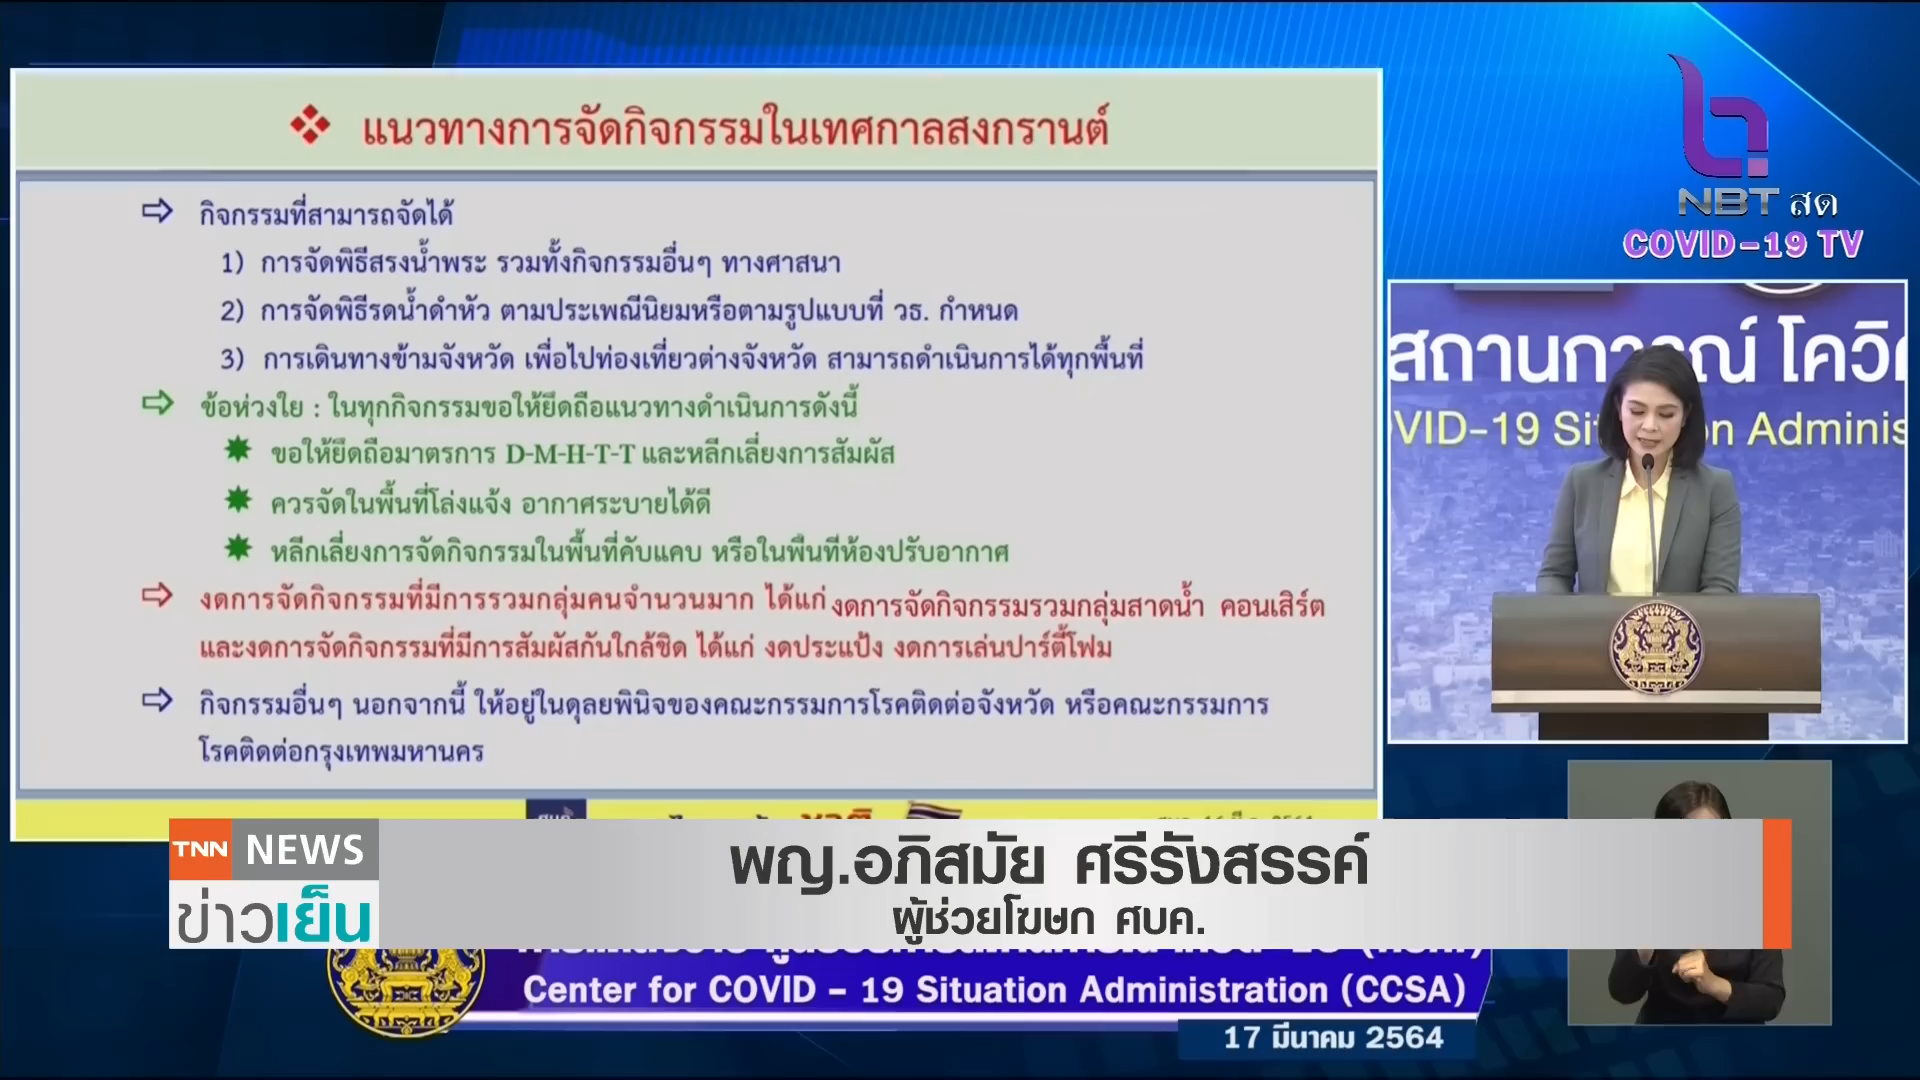 แนวทางการจัดกิจกรรมในเทศกาลสงกรานต์
กิจกรรมที่สามารถจัดได้
1) การจัดพิธีสรงน้ำพระ รวมทั้งกิจกรรมอื่นๆ ทางศาสนา
2) การจัดพิธีรดน้ำดำหัว ตามประเพณีนิยมหรือตามรูปแบบที่ วธ. กำหนด
3) การเดินทางข้ามจังหวัด เพื่อไปท่องเที่ยวต่างจังหวัด สามารถดำเนินการได้ทุกพื้นที่
ข้อห่วงใย : ในทุกกิจกรรมขอให้ยึดถือแนวทางดำเนินการดังนี้
ขอให้ยึดถือมาตรการ D-M-H-T-T และหลีกเลี่ยงการสัมผัส
ควรจัดในพื้นที่โล่งแจ้ง อากาศระบายได้ดี
หลีกเลี่ยงการจัดกิจกรรมในพื้นที่คับแคบ หรือในพื้นที่ห้องปรับอากาศ
งดการจัดกิจกรรมที่มีการรวมกลุ่มคนจำนวนมาก ได้แก่ งดการจัดกิจกรรมรวมกลุ่มสาดน้ำ คอนเสิร์ต
และงดการจัดกิจกรรมที่มีการสัมผัสกันใกล้ชิด ได้แก่ งดประแป้ง งดการเล่นปาร์ตี้โฟม
กิจกรรมอื่นๆ นอกจากนี้ ให้อยู่ในดุลยพินิจของคณะกรรมการโรคติดต่อจังหวัด หรือคณะกรรมการ
โรคติดต่อกรุงเทพมหานคร
NBT สด
COVID-19 TV
สถานการณ์ โควิ
VID-19 Si n Adminis
TNN NEWS
ข่าวเย็น
พญ.อภิสมัย ศรีรังสรรค์
ผู้ช่วยโฆษก ศบค.
Center for COVID - 19 Situation Administration (CCSA)
17 มีนาคม 2564